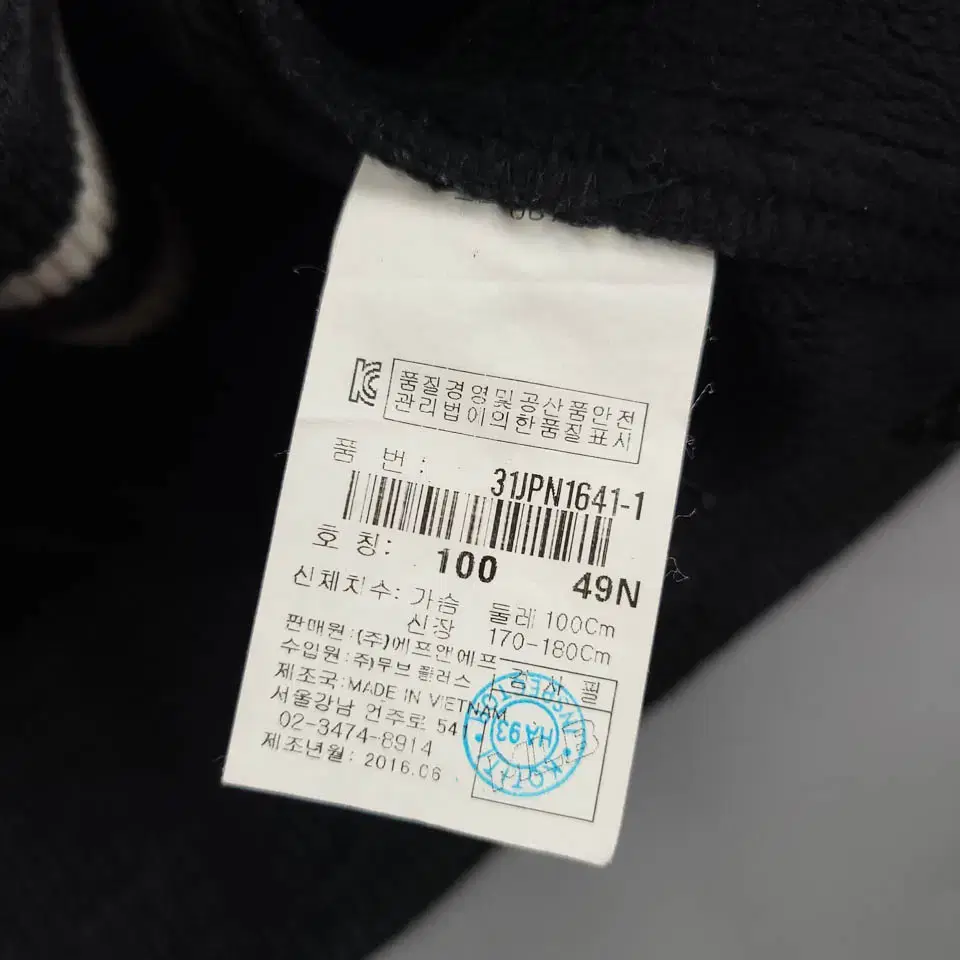 품질경영및공산품안전
관리법에의한품질표시
품 번 : 31JPN1641-1
호 칭: 100 49N
신체치수: 가슴 둘레 100Cm
신장 170-180Cm
판매원:(주)에프앤에프
수입원:주)무브 플러스
제조국:MADE IN VIETNAM
서울강남 언주로 541
02-3474-8914
제조년월: 2016.06
검 사 필
INSPECTION
HA93
KOTITI